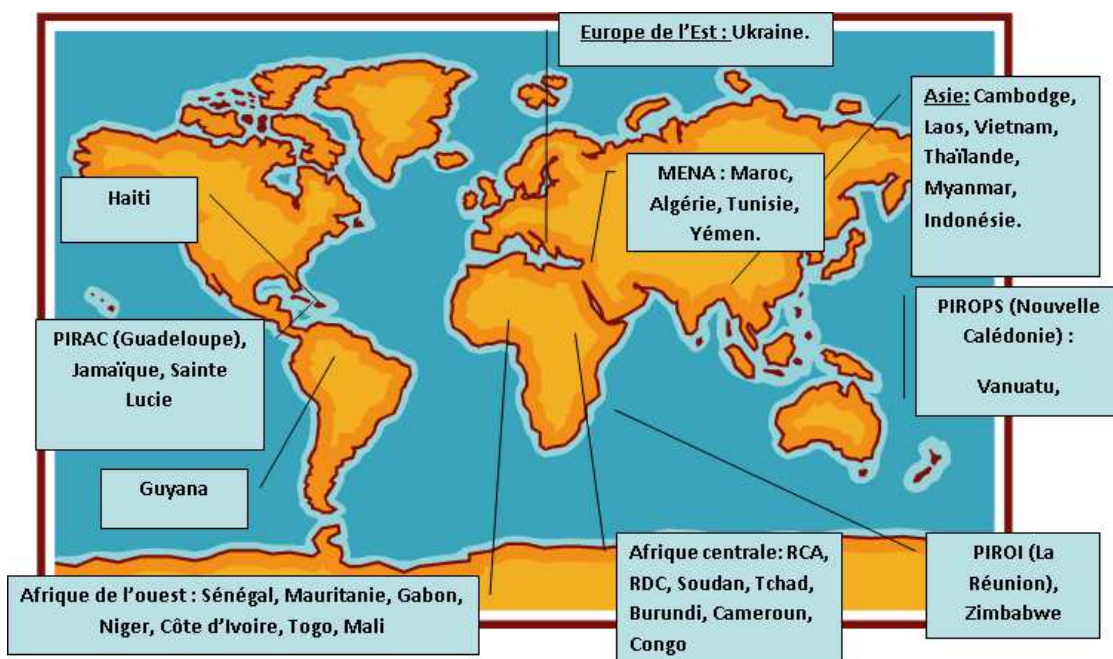 Europe de l’Est : Ukraine.
Asie: Cambodge,
Laos, Vietnam,
Thaïlande,
Myanmar,
Indonésie.
MENA : Maroc,
Algérie, Tunisie,
Yémen.
Haiti
PIROPS (Nouvelle
Calédonie) :
Vanuatu,
PIRAC (Guadeloupe),
Jamaïque, Sainte
Lucie
Guyana
Afrique de l’ouest : Sénégal, Mauritanie, Gabon,
Niger, Côte d’Ivoire, Togo, Mali
Afrique centrale: RCA,
RDC, Soudan, Tchad,
Burundi, Cameroun,
Congo
PIROI (La
Réunion),
Zimbabwe